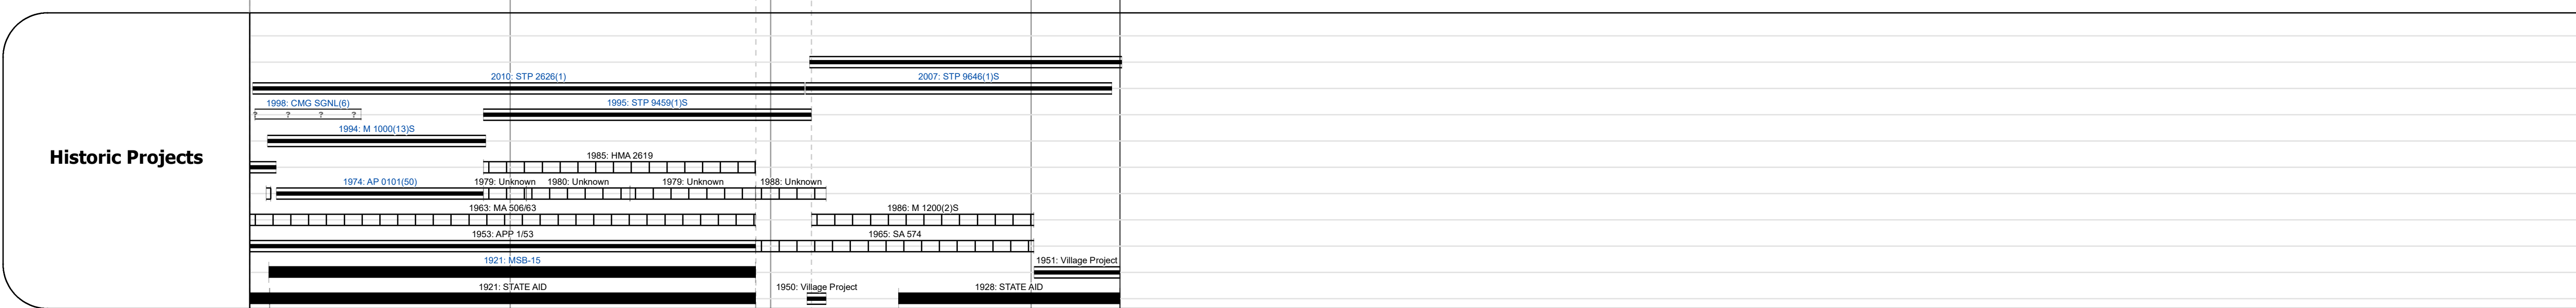 2010: STP 2626(1)
2007: STP 9646(1)S
1998: CMG SGNL(6)
1995: STP 9459(1)S
? ? ? ?
1994: M 1000(13)S
Historic Projects
1985: HMA 2619
1974: AP 0101(50)
1979: Unknown
1980: Unknown
1979: Unknown
1988: Unknown
1963: MA 506/63
1986: M 1200(2)S
1953: APP 1/53
1965: SA 574
1921: MSB-15
1951: Village Project
1921: STATE AID
1950: Village Project
1928: STATE AID